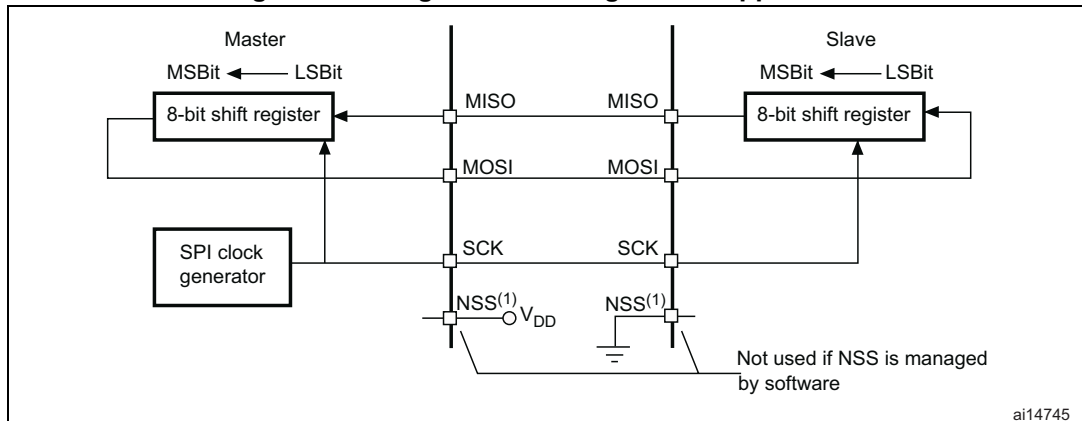 Master
Slave
MSBit LSBit
MSBit LSBit
8-bit shift register
MISO
MISO
8-bit shift register
MOSI
MOSI
SPI clock
generator
SCK
SCK
NSS(1)
VDD
NSS(1)
Not used if NSS is managed
by software
ai14745